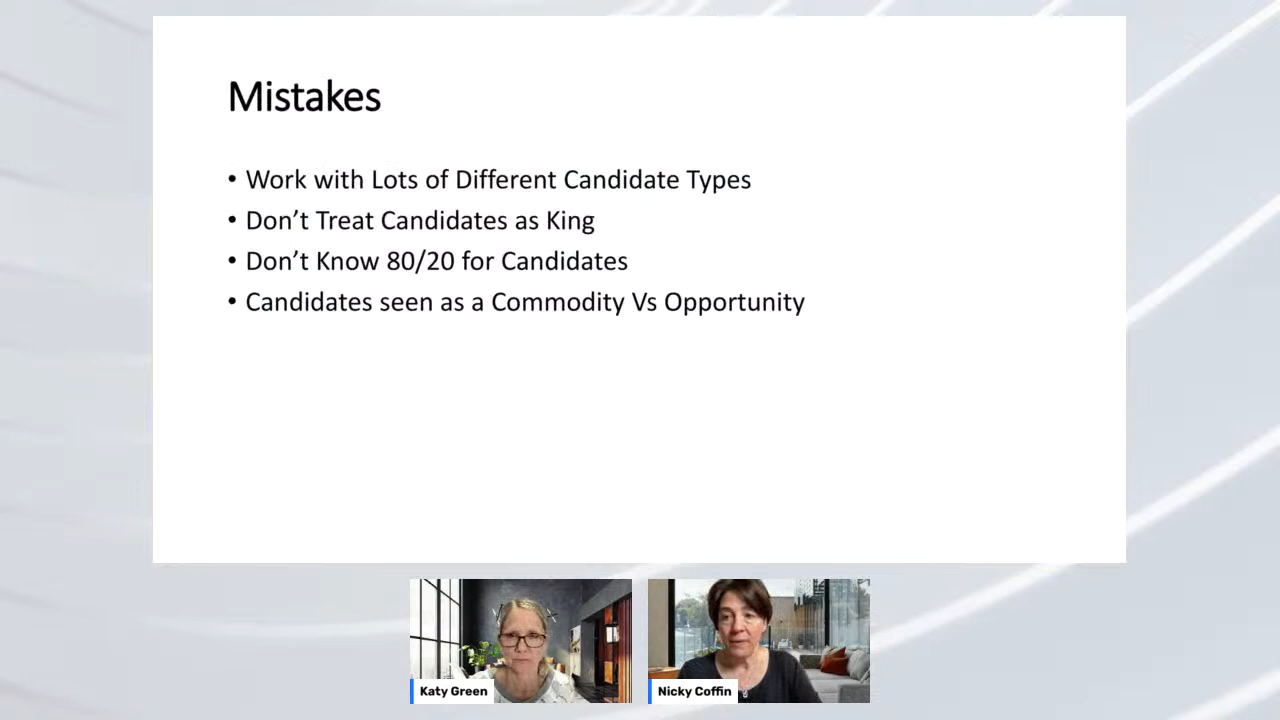 Mistakes
• Work with Lots of Different Candidate Types
• Don’t Treat Candidates as King
• Don’t Know 80/20 for Candidates
• Candidates seen as a Commodity Vs Opportunity
Katy Green
Nicky Coffin